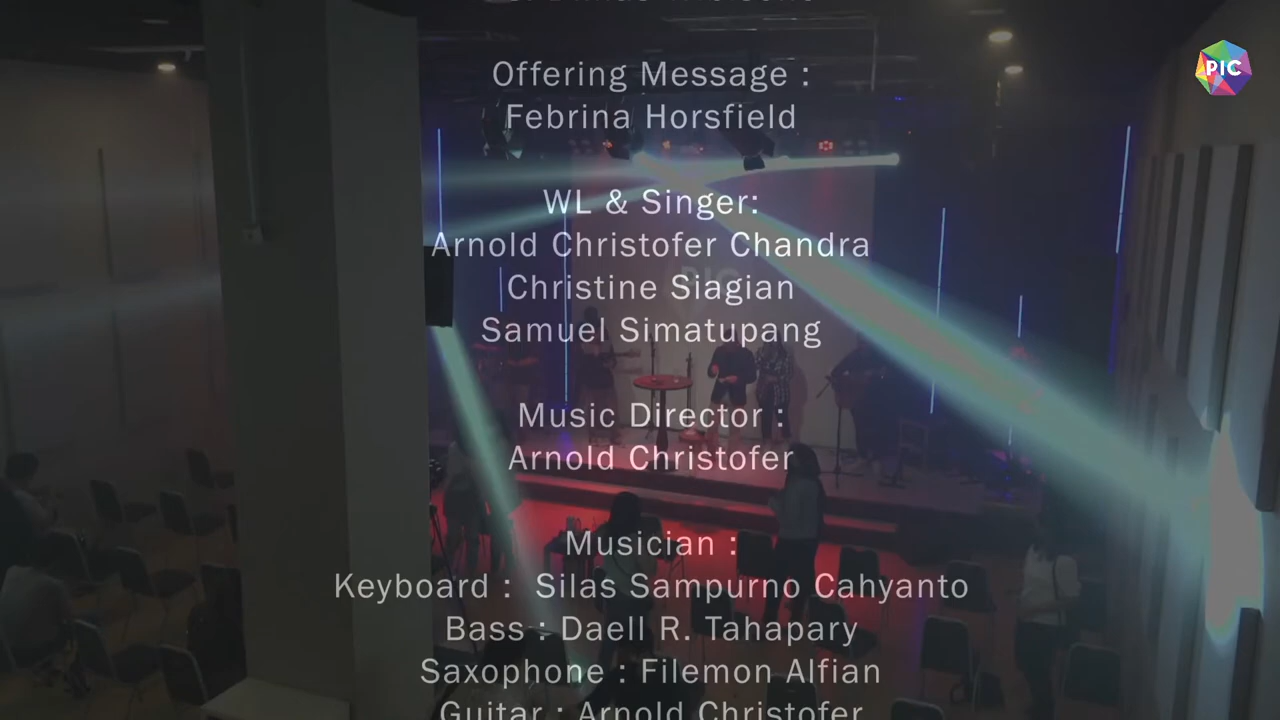 PIC
Offering Message :
Febrina Horsfield
WL & Singer:
Arnold Christofer Chandra
Christine Siagian
Samuel Simatupang
Music Director :
Arnold Christofer
Musician :
Keyboard : Silas Sampurno Cahyanto
Bass : Daell R. Tahapary
Saxophone : Filemon Alfian
Guitar : Arnold Christofer